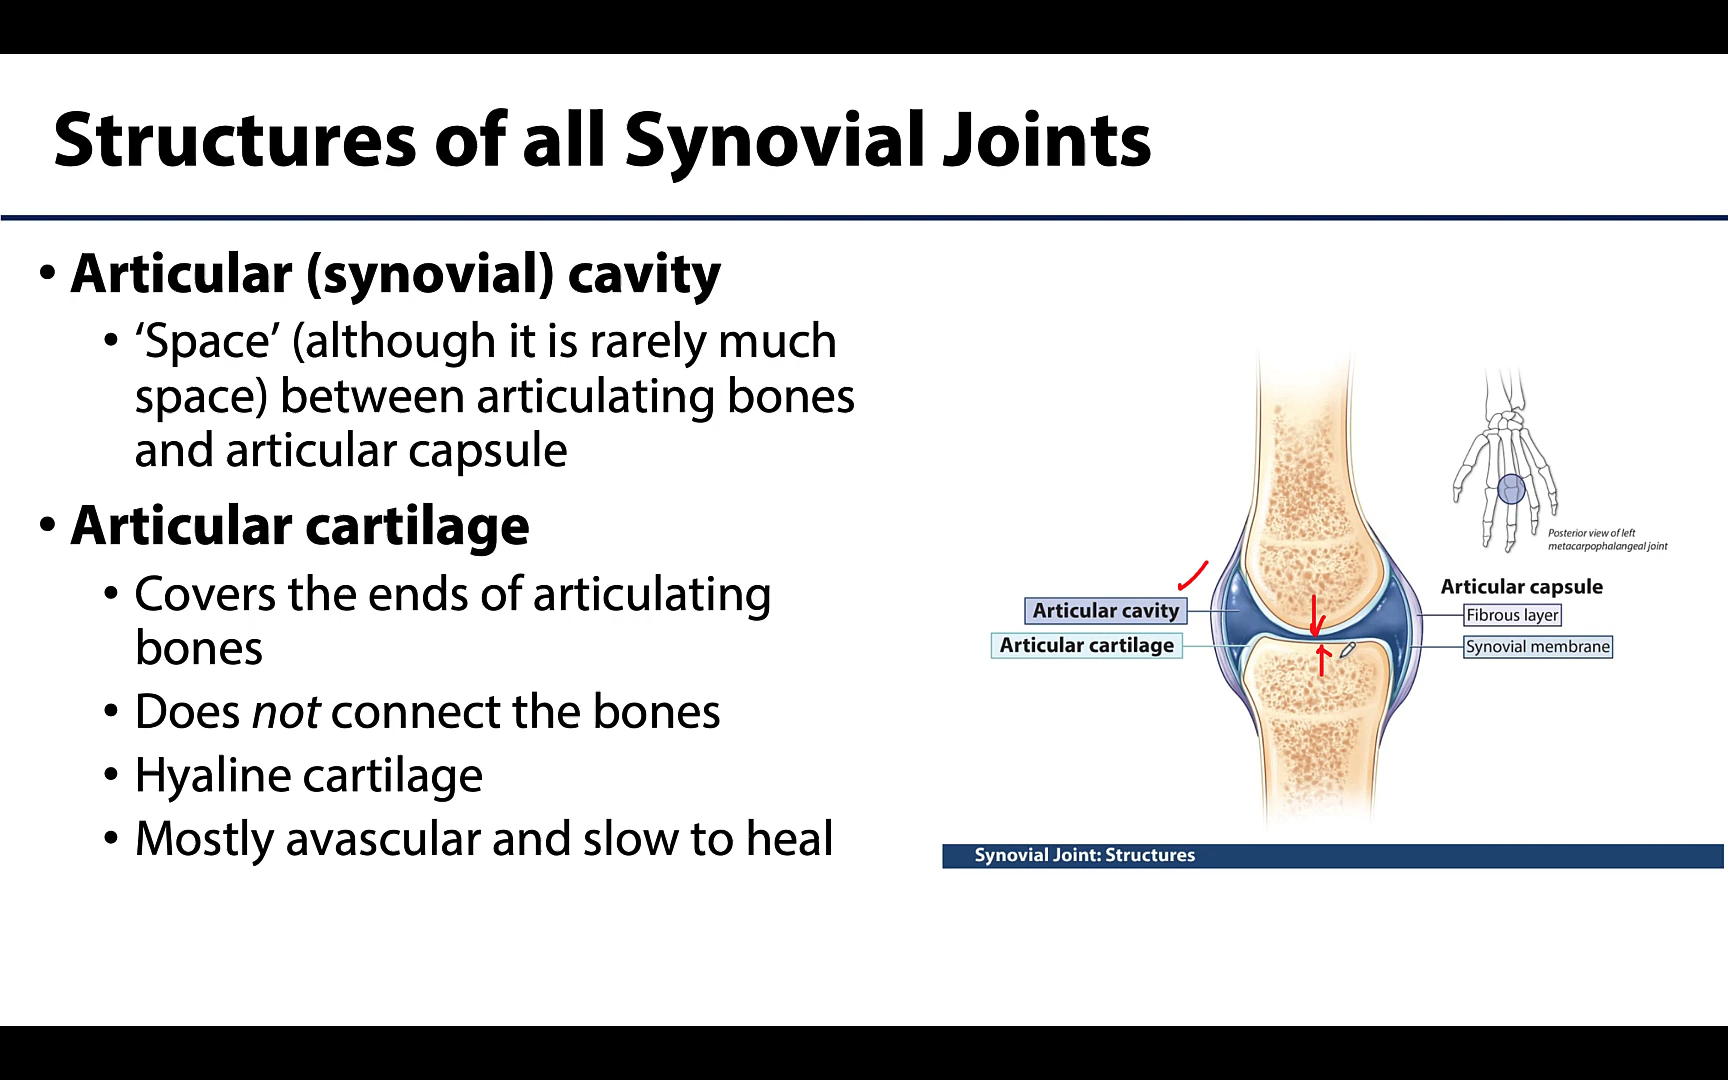 Structures of all Synovial Joints
• Articular (synovial) cavity
• ‘Space’ (although it is rarely much
space) between articulating bones
and articular capsule
• Articular cartilage
• Covers the ends of articulating
bones
• Does not connect the bones
• Hyaline cartilage
• Mostly avascular and slow to heal
Posterior view of left
metacarpophalangeal joint
Articular cavity
Articular cartilage
Articular capsule
Fibrous layer
Synovial membrane
Synovial Joint: Structures